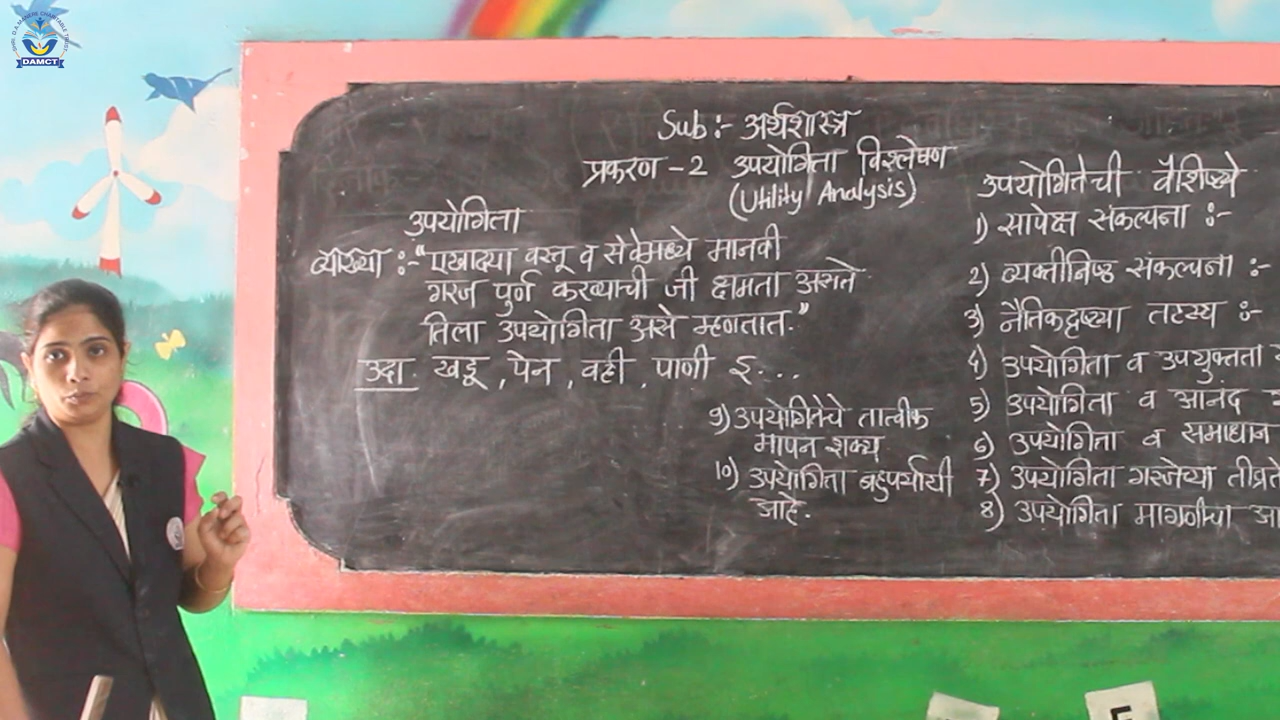 DAMCT
Sub :- अर्थशास्त्र
प्रकरण - 2 उपयोगिता विश्लेषण
(Utility Analysis)
उपयोगिता
व्याख्या :- "एखाद्या वस्तू व सेवेमध्ये मानवी
गरज पुर्ण करण्याची जी क्षमता असते
तिला उपयोगिता असे म्हणतात."
उदा. खडू, पेन, वही, पाणी इ....
उपयोगितेची वैशिष्ट्ये
1) सापेक्ष संकल्पना :-
2) व्यक्तीनिष्ठ संकल्पना :-
3) नैतिकदृष्ट्या तटस्थ :-
4) उपयोगिता व उपयुक्तता
5) उपयोगिता व आनंद
6) उपयोगिता व समाधान
7) उपयोगिता गरजेच्या
8) उपयोगिता मागणीचा
9) उपयोगितेचे तात्वीक
मापन शक्य
10) उपयोगिता बहुपर्यायी
आहे.